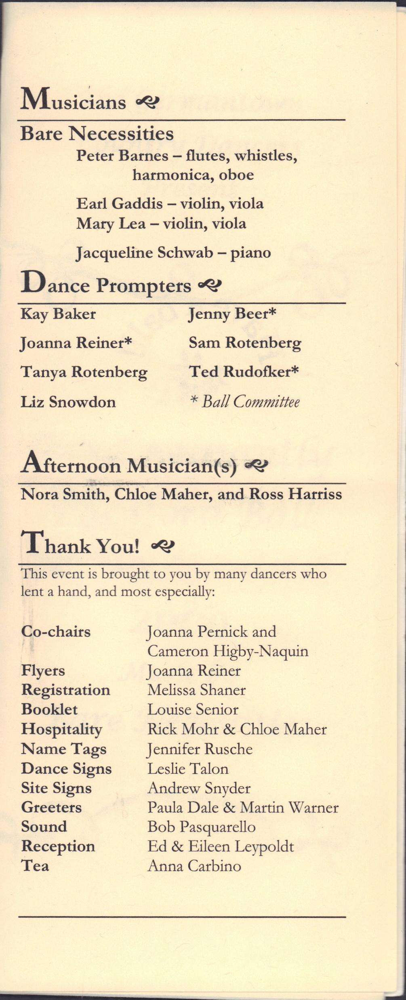 Musicians
Bare Necessities
Peter Barnes – flutes, whistles,
harmonica, oboe
Earl Gaddis – violin, viola
Mary Lea – violin, viola
Jacqueline Schwab – piano
Dance Prompters
Kay Baker Jenny Beer*
Joanna Reiner* Sam Rotenberg
Tanya Rotenberg Ted Rudofker*
Liz Snowdon * Ball Committee
Afternoon Musician(s)
Nora Smith, Chloe Maher, and Ross Harriss
Thank You!
This event is brought to you by many dancers who
lent a hand, and most especially:
Co-chairs Joanna Pernick and
Cameron Higby-Naquin
Flyers Joanna Reiner
Registration Melissa Shaner
Booklet Louise Senior
Hospitality Rick Mohr & Chloe Maher
Name Tags Jennifer Rusche
Dance Signs Leslie Talon
Site Signs Andrew Snyder
Greeters Paula Dale & Martin Warner
Sound Bob Pasquarello
Reception Ed & Eileen Leypoldt
Tea Anna Carbino